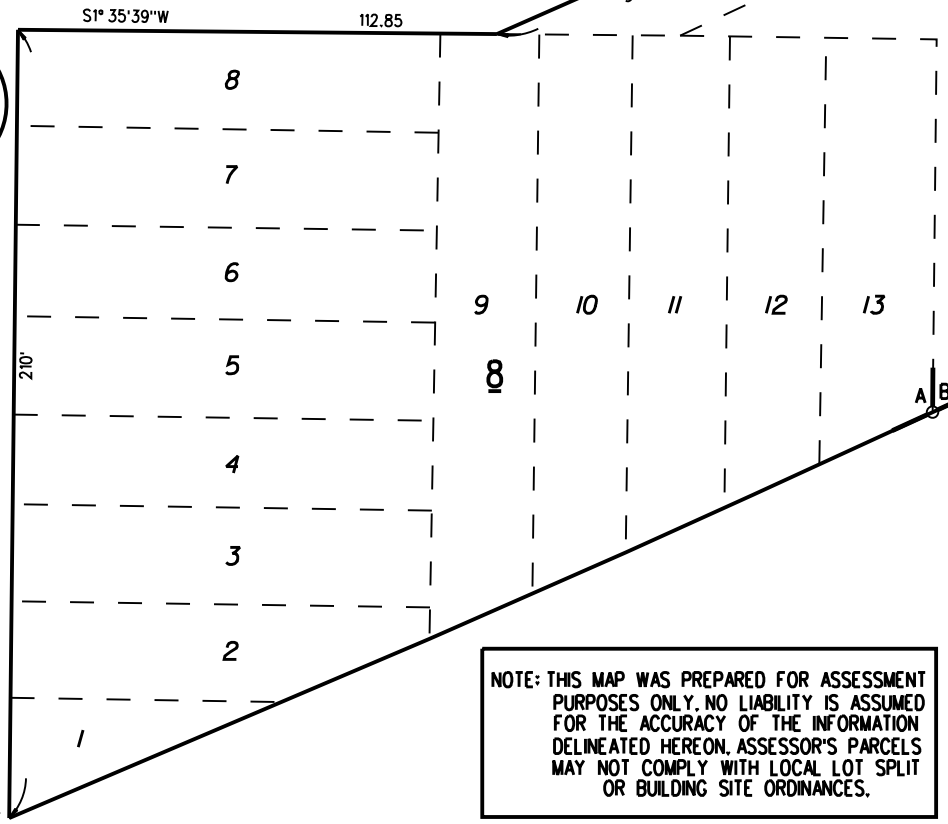 S1° 35'39"W 112.85
8
7
6
9 10 11 12 13
210'
5
8
A B
4
3
2
1
NOTE: THIS MAP WAS PREPARED FOR ASSESSMENT
PURPOSES ONLY. NO LIABILITY IS ASSUMED
FOR THE ACCURACY OF THE INFORMATION
DELINEATED HEREON. ASSESSOR'S PARCELS
MAY NOT COMPLY WITH LOCAL LOT SPLIT
OR BUILDING SITE ORDINANCES.